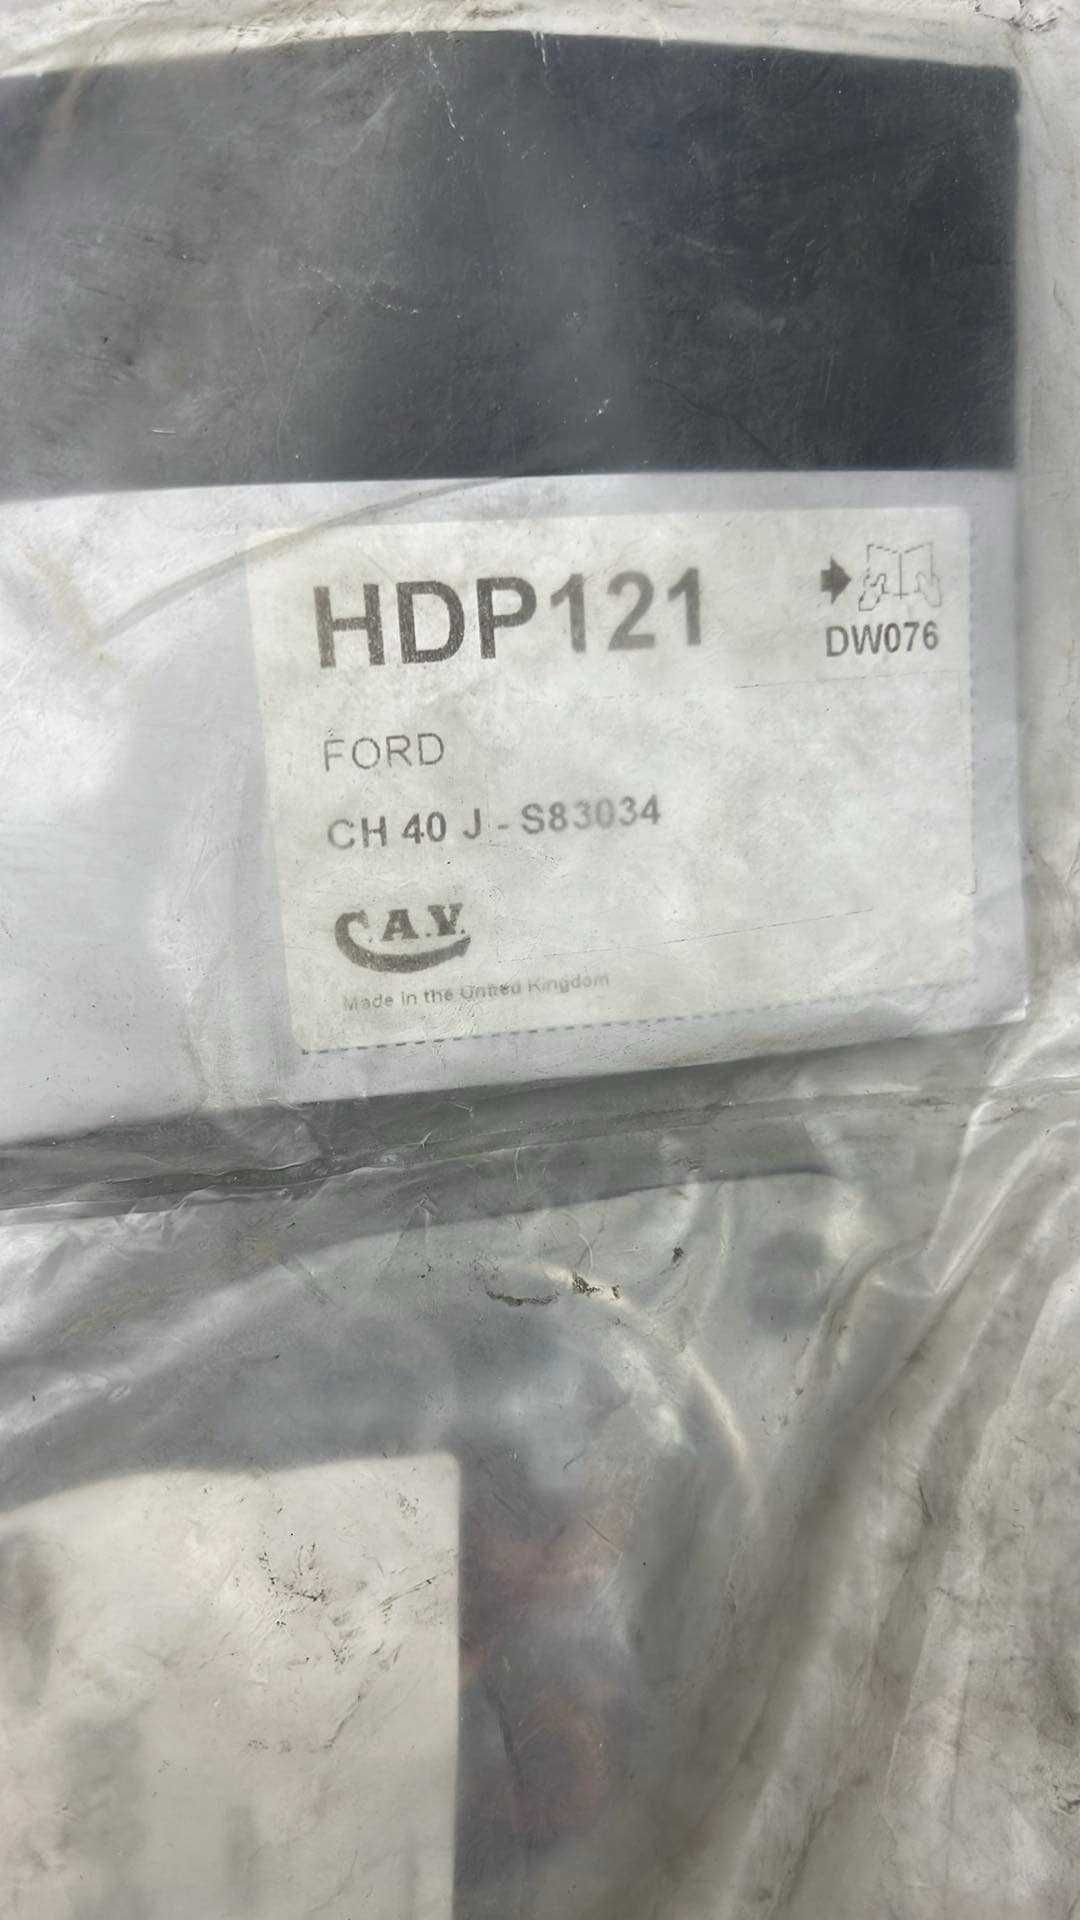 HDP121
DW076
FORD
CH 40 J - S83034
C.A.V.
Made in the United Kingdom